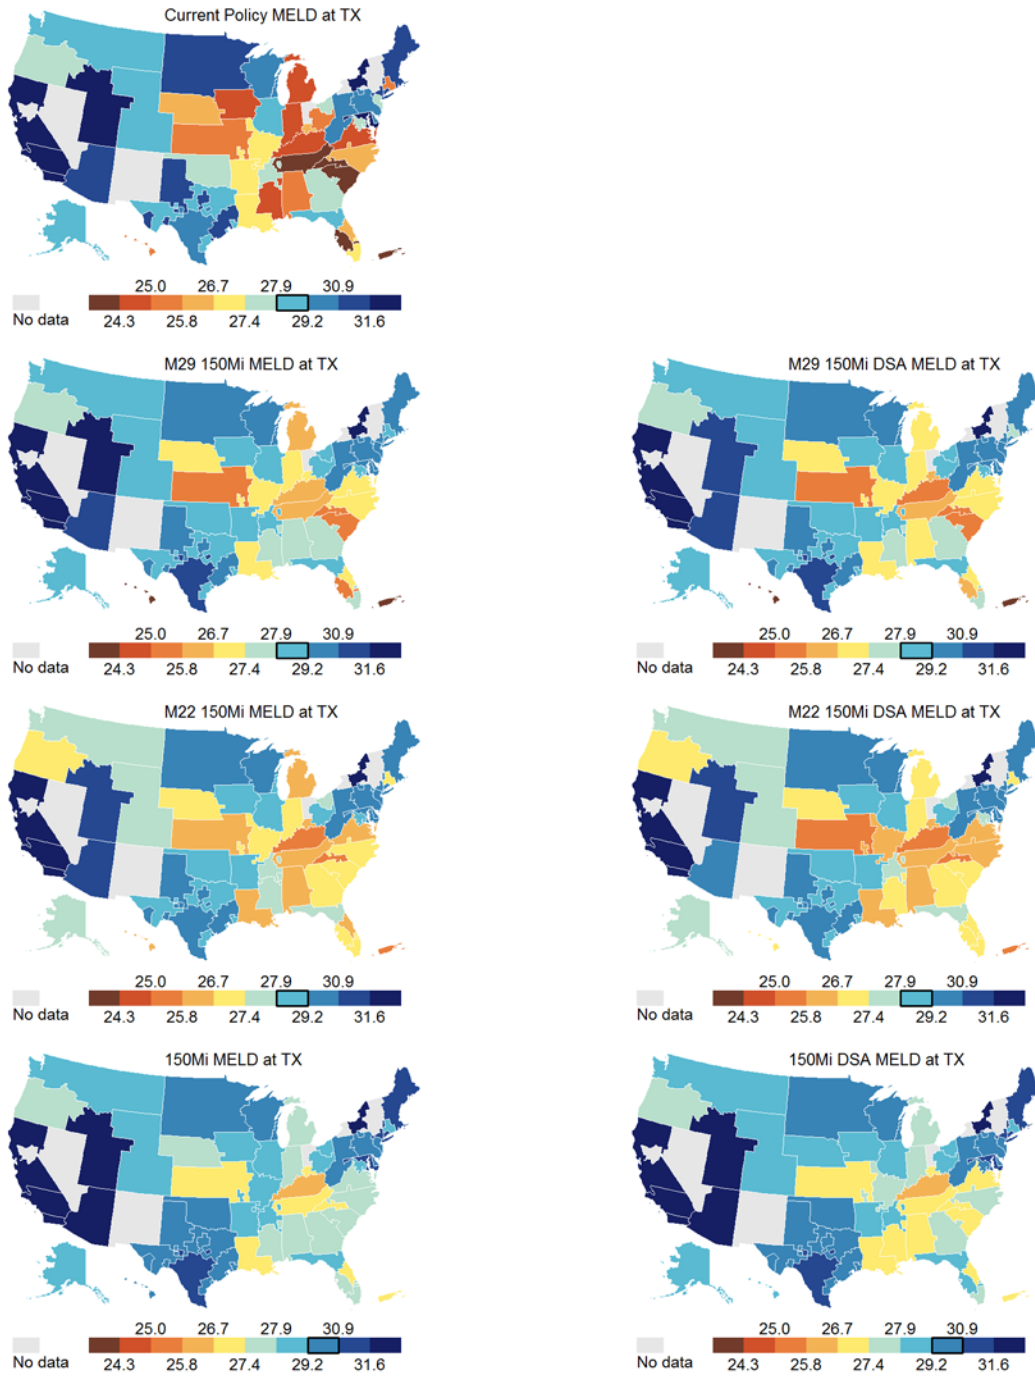 Current Policy MELD at TX
25.0 26.7 27.9 30.9
No data 24.3 25.8 27.4 29.2 31.6
M29 150Mi MELD at TX
25.0 26.7 27.9 30.9
No data 24.3 25.8 27.4 29.2 31.6
M29 150Mi DSA MELD at TX
25.0 26.7 27.9 30.9
No data 24.3 25.8 27.4 29.2 31.6
M22 150Mi MELD at TX
25.0 26.7 27.9 30.9
No data 24.3 25.8 27.4 29.2 31.6
M22 150Mi DSA MELD at TX
25.0 26.7 27.9 30.9
No data 24.3 25.8 27.4 29.2 31.6
150Mi MELD at TX
25.0 26.7 27.9 30.9
No data 24.3 25.8 27.4 29.2 31.6
150Mi DSA MELD at TX
25.0 26.7 27.9 30.9
No data 24.3 25.8 27.4 29.2 31.6